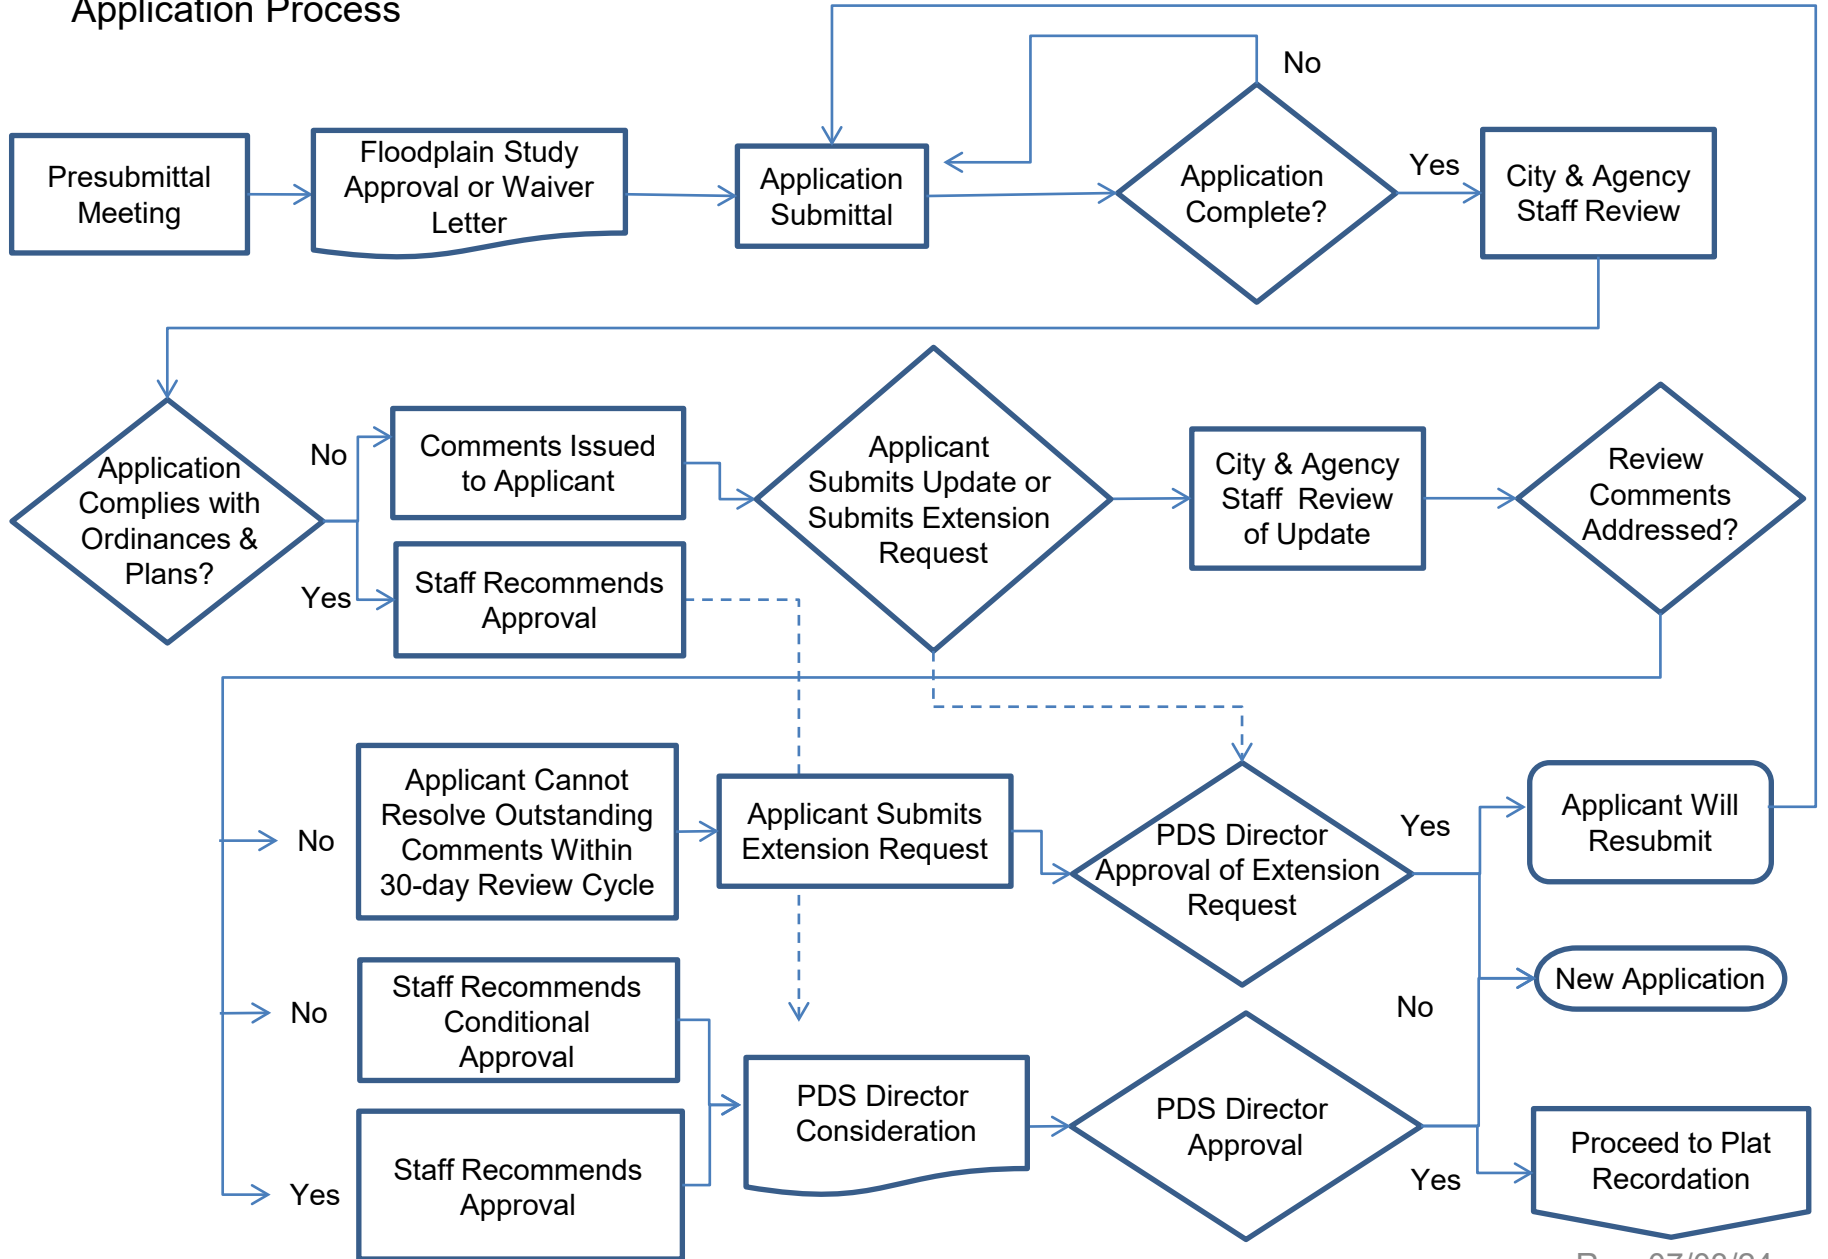 Application Process
No
Presubmittal
Meeting
Floodplain Study
Approval or Waiver
Letter
Application
Submittal
Application
Complete?
Yes
City & Agency
Staff Review
Application
Complies with
Ordinances &
Plans?
No
Yes
Comments Issued
to Applicant
Staff Recommends
Approval
Applicant
Submits Update or
Submits Extension
Request
City & Agency
Staff Review
of Update
Review
Comments
Addressed?
No
Applicant Cannot
Resolve Outstanding
Comments Within
30-day Review Cycle
Applicant Submits
Extension Request
PDS Director
Approval of Extension
Request
Yes
Applicant Will
Resubmit
No
New Application
No
Staff Recommends
Conditional
Approval
Yes
Staff Recommends
Approval
PDS Director
Consideration
PDS Director
Approval
Yes
Proceed to Plat
Recordation